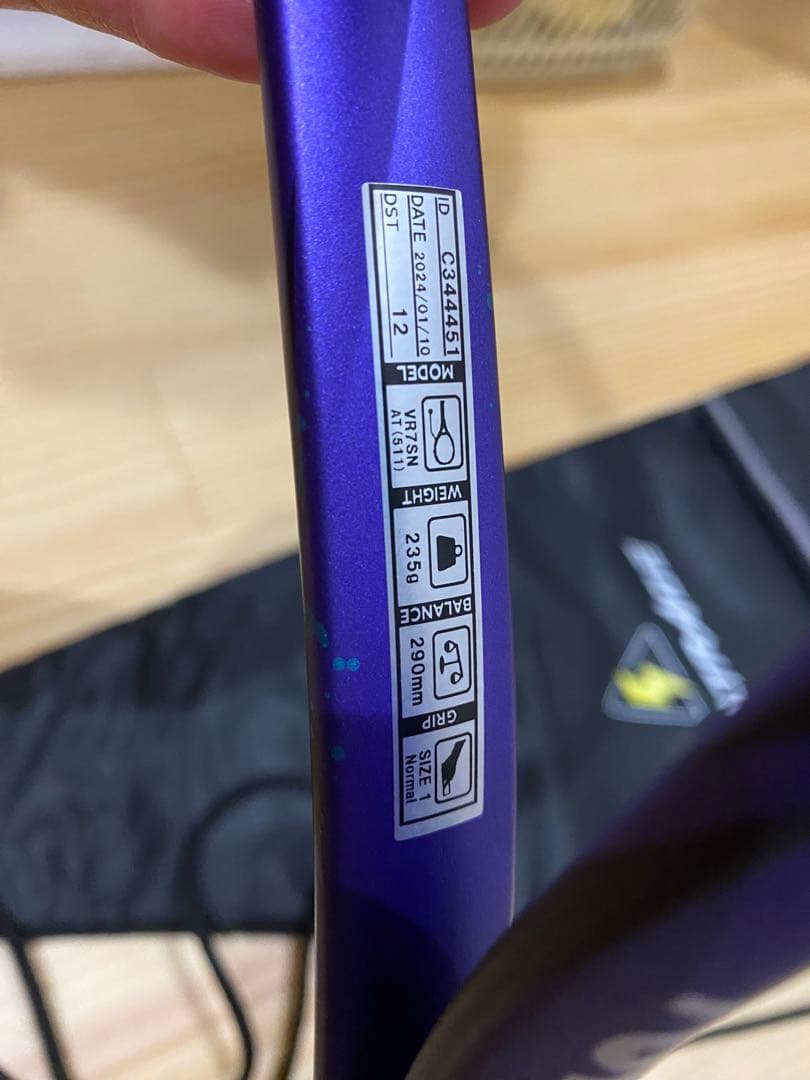 ID C344451
DATE 2024/01/10
DST 12
MODEL
VR7SN
AT(511)
WEIGHT
235g
BALANCE
290mm
GRIP
SIZE 1
Normal